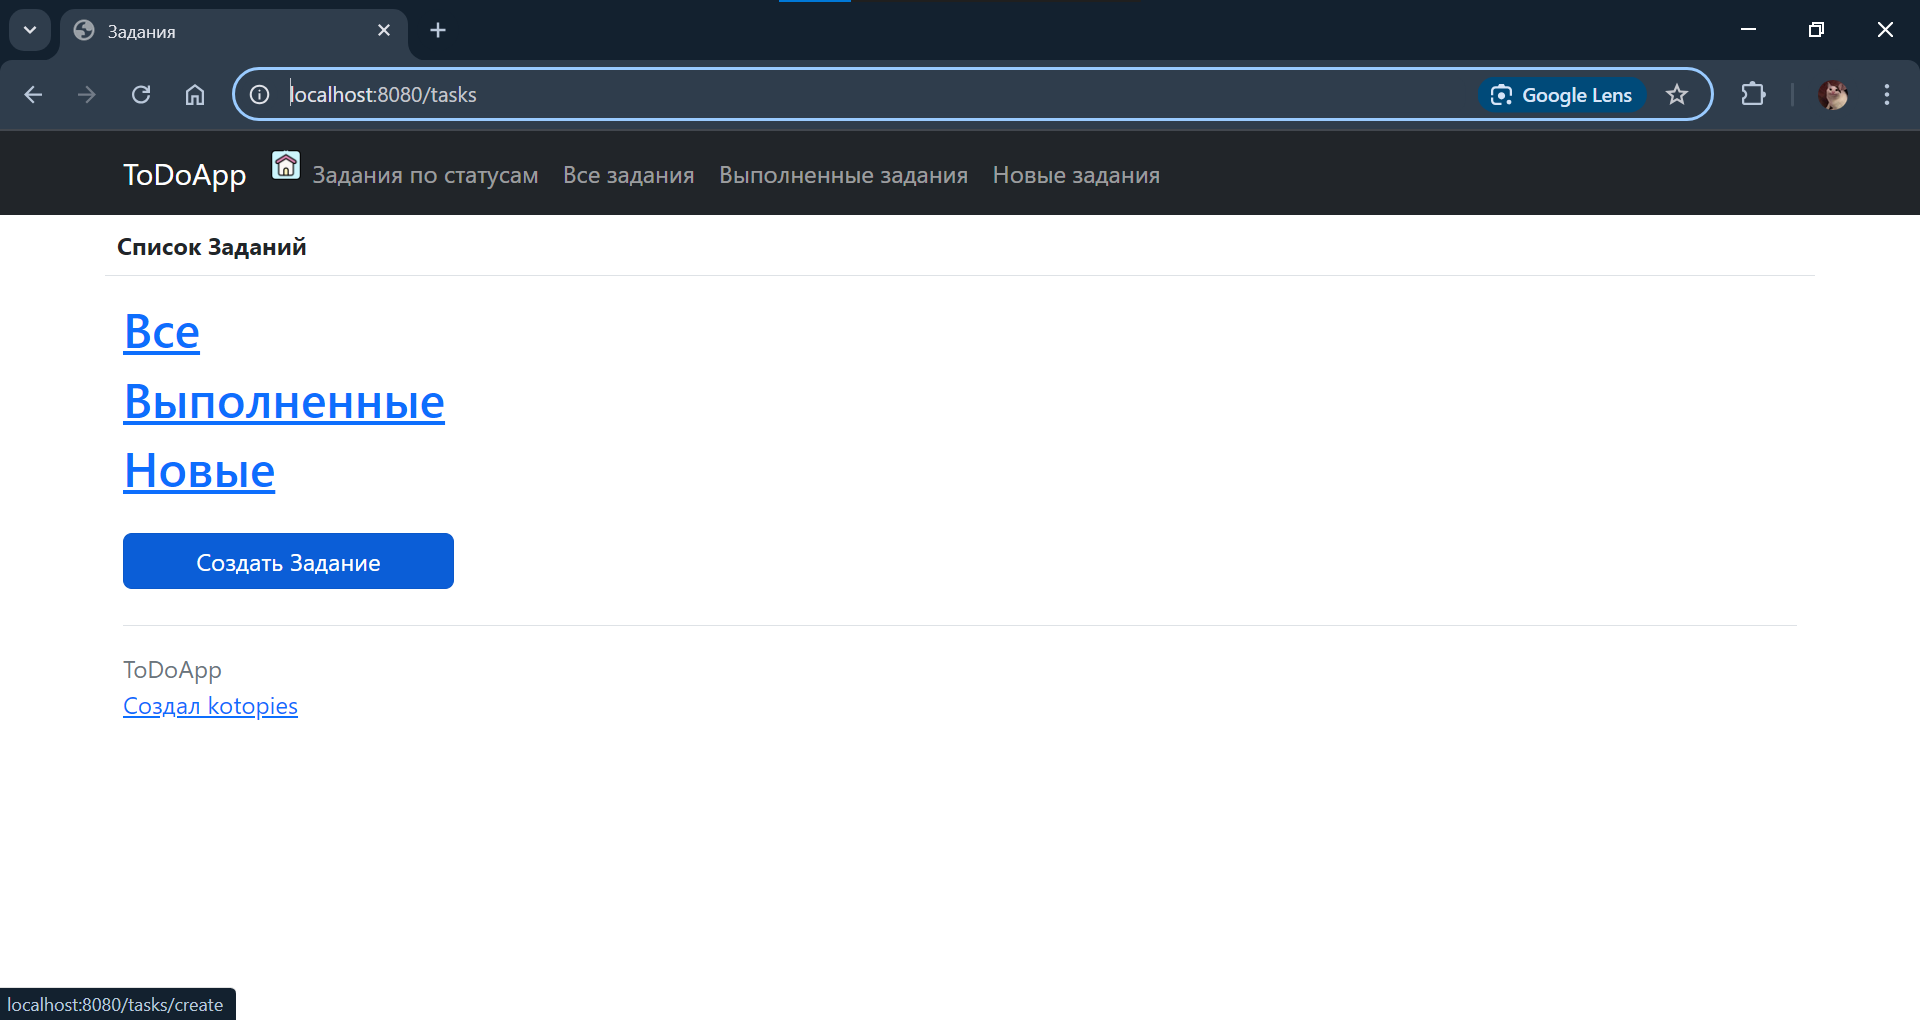 Задания
localhost:8080/tasks
Google Lens
ToDoApp Задания по статусам Все задания Выполненные задания Новые задания
Список Заданий
Все
Выполненные
Новые
Создать Задание
ToDoApp
Создал kotopies
localhost:8080/tasks/create